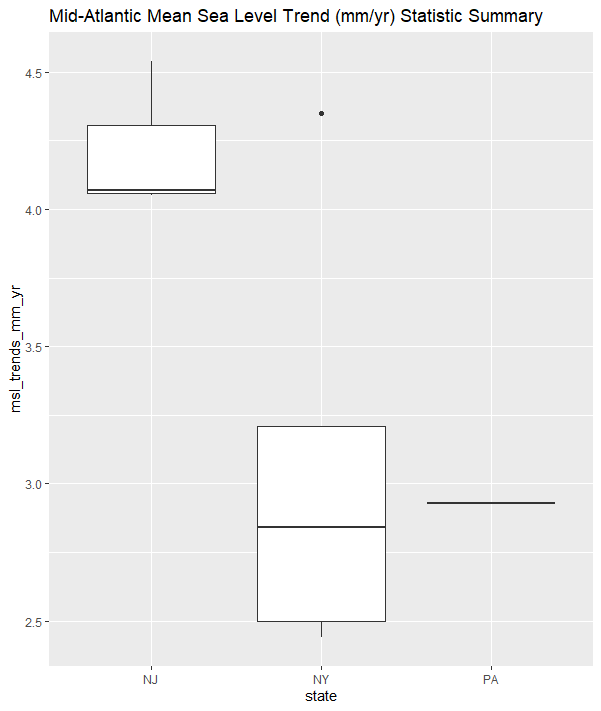 Mid-Atlantic Mean Sea Level Trend (mm/yr) Statistic Summary
4.5
4.0
3.5
3.0
2.5
msl_trends_mm_yr
NJ
NY
PA
state